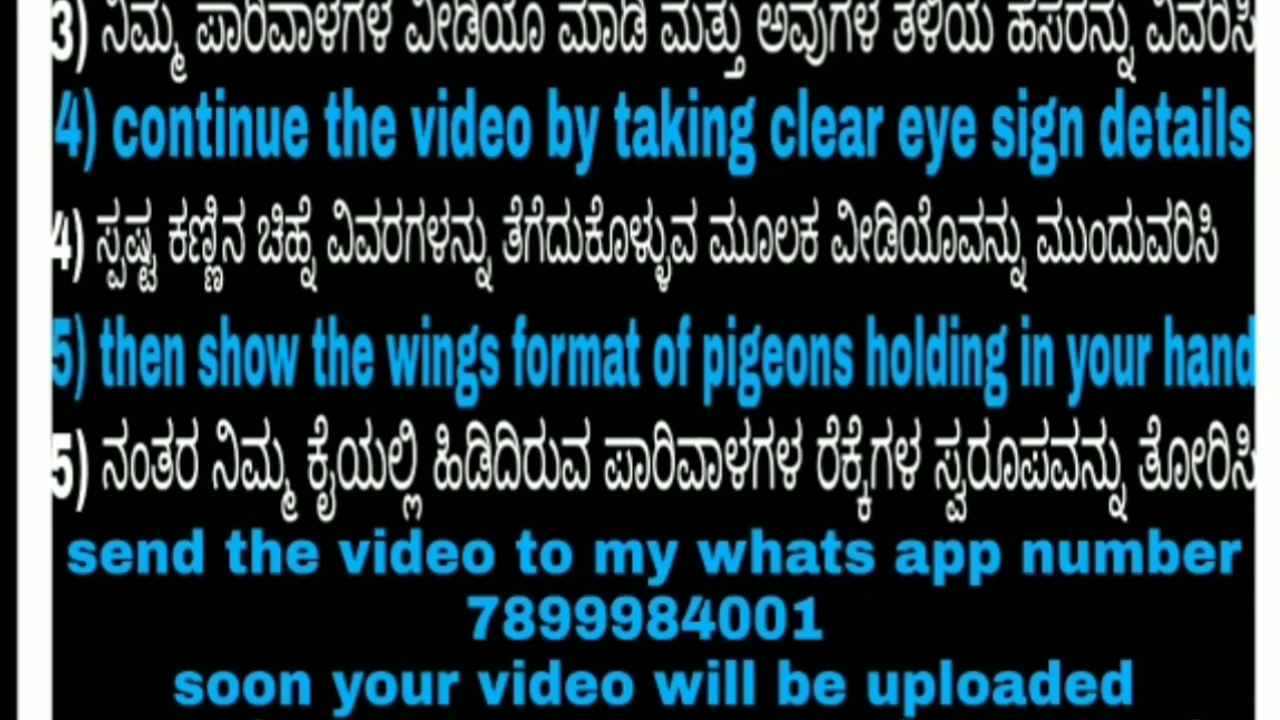 3) ನಿಮ್ಮ ಪಾರಿವಾಳಗಳ ವೀಡಿಯೊ ಮಾಡಿ ಮತ್ತು ಅವುಗಳ ತಳಿಯ ಹೆಸರನ್ನು ವಿವರಿಸಿ
4) continue the video by taking clear eye sign details
4) ಸ್ಪಷ್ಟ ಕಣ್ಣಿನ ಚಿಹ್ನೆ ವಿವರಗಳನ್ನು ತೆಗೆದುಕೊಳ್ಳುವ ಮೂಲಕ ವೀಡಿಯೊವನ್ನು ಮುಂದುವರಿಸಿ
5) then show the wings format of pigeons holding in your hand
5) ನಂತರ ನಿಮ್ಮ ಕೈಯಲ್ಲಿ ಹಿಡಿದಿರುವ ಪಾರಿವಾಳಗಳ ರೆಕ್ಕೆಗಳ ಸ್ವರೂಪವನ್ನು ತೋರಿಸಿ
send the video to my whats app number
7899984001
soon your video will be uploaded